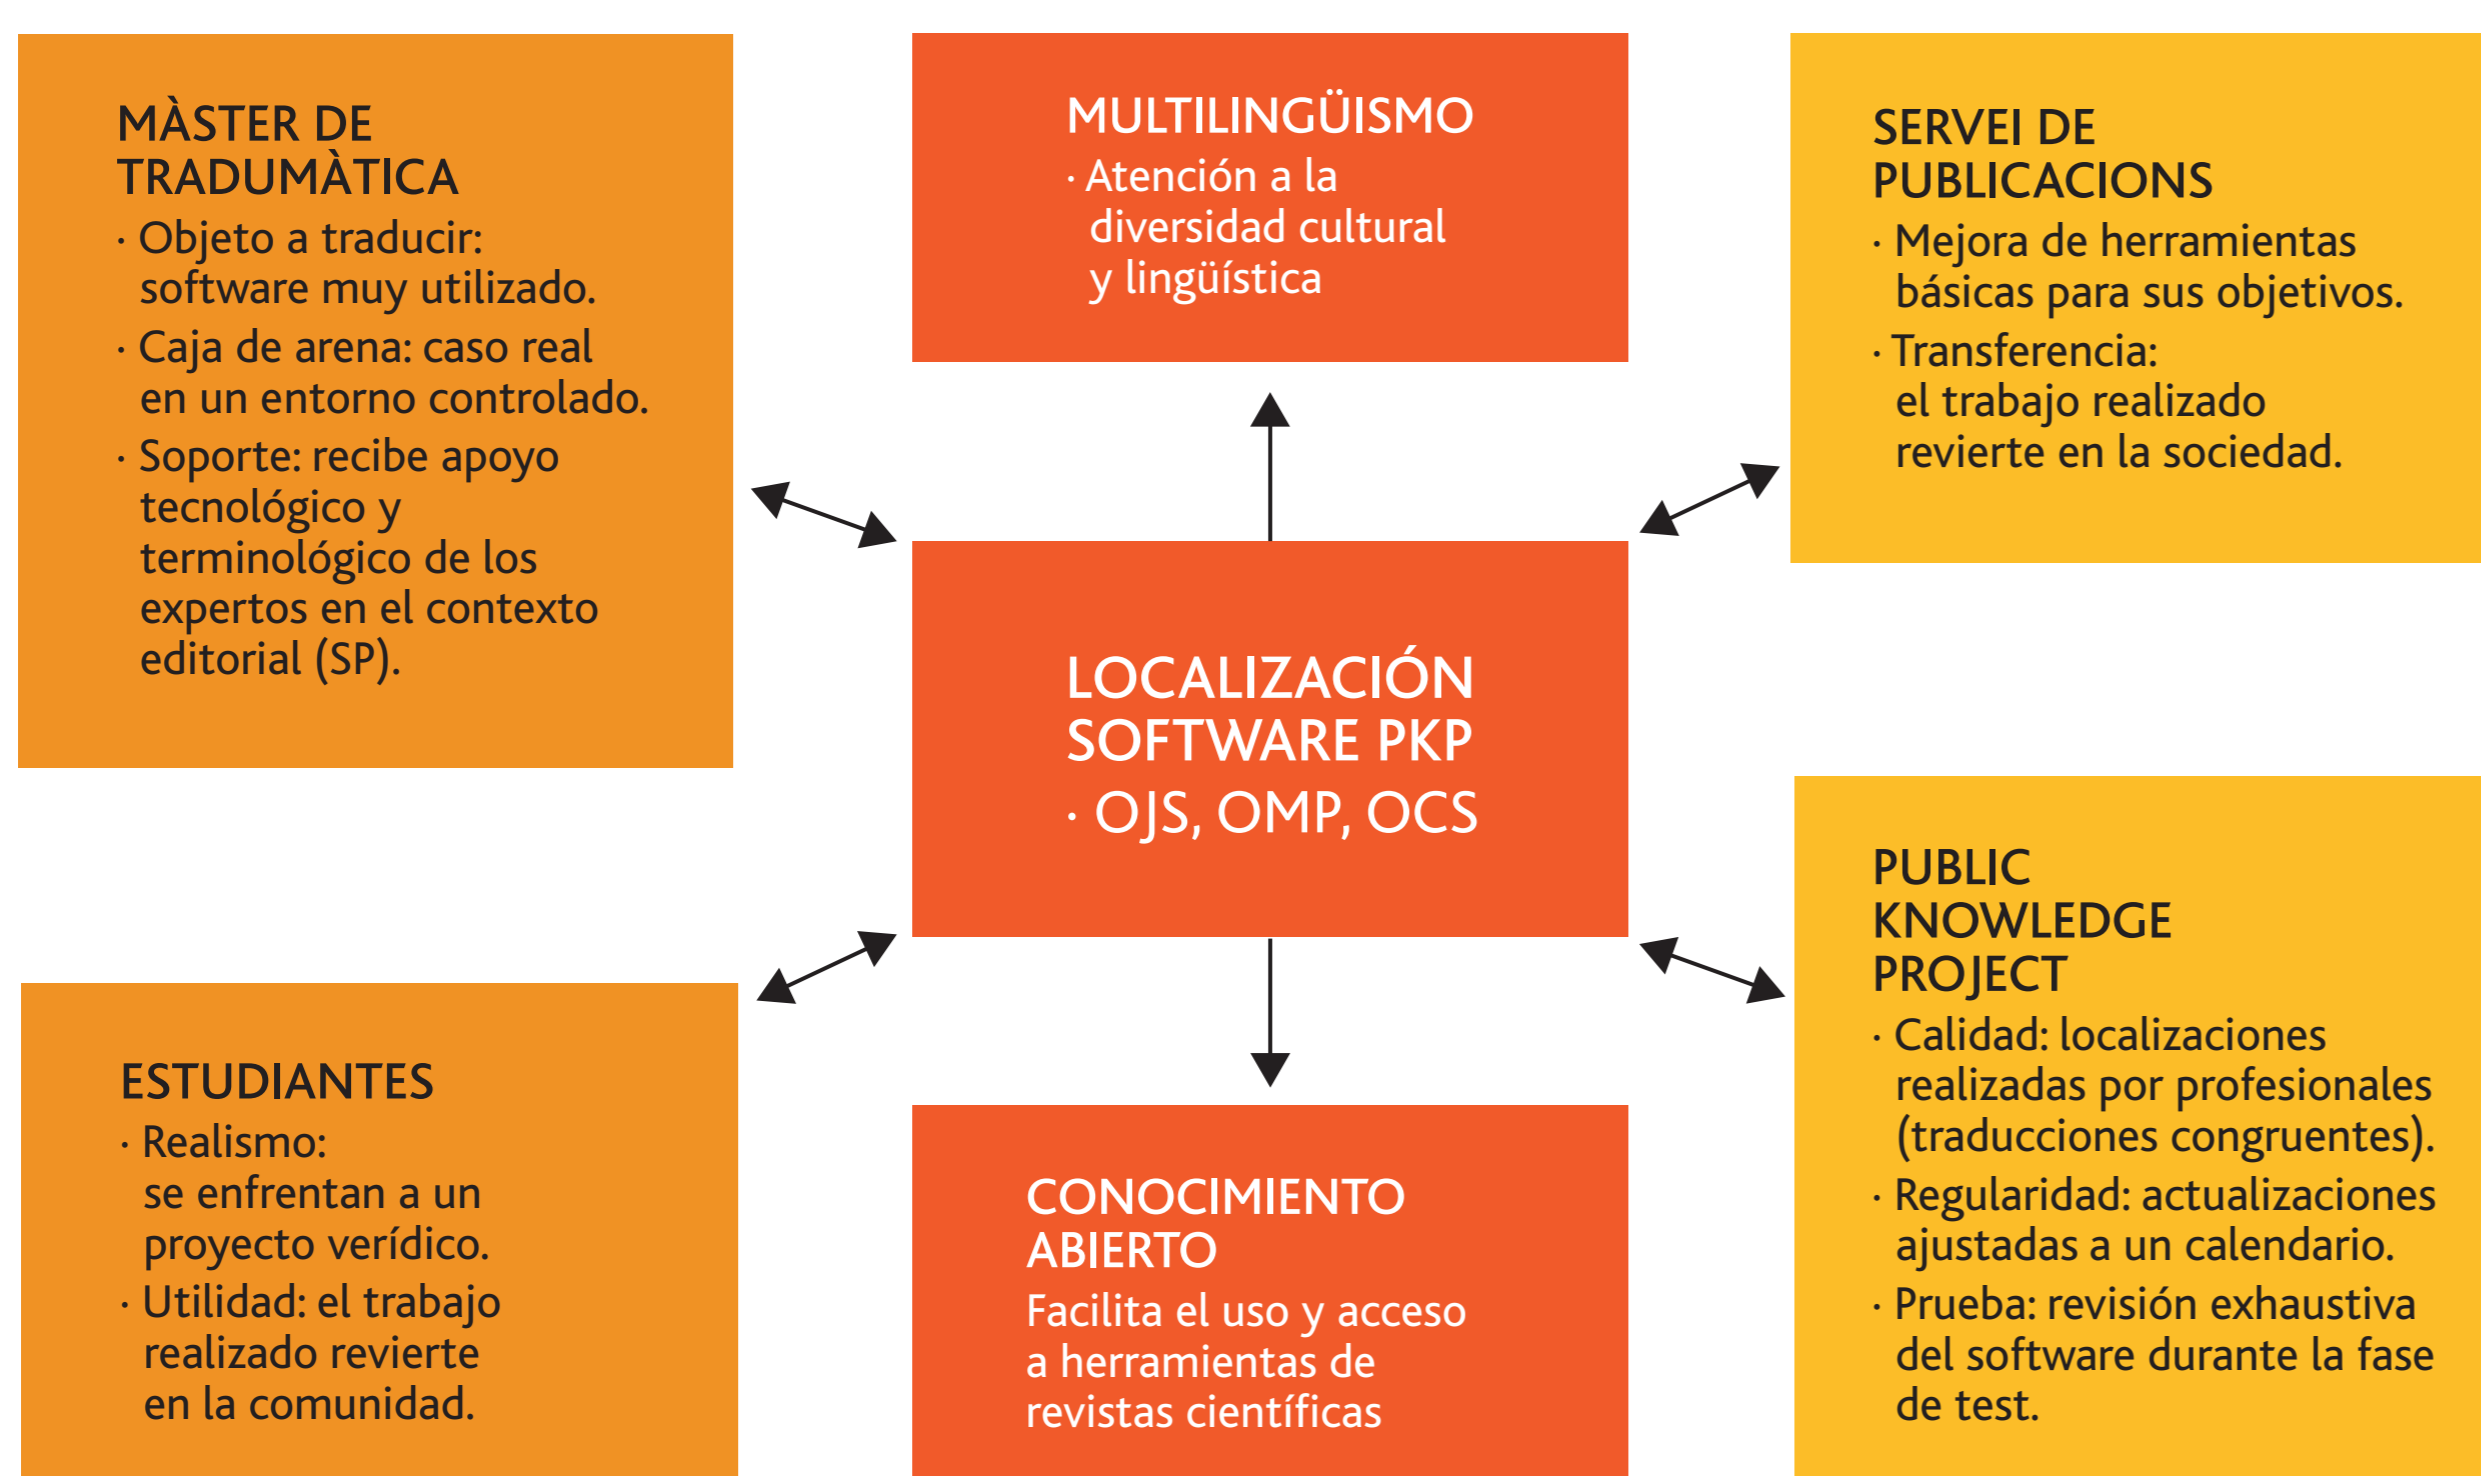 MÀSTER DE
TRADUMÀTICA
· Objeto a traducir:
software muy utilizado.
· Caja de arena: caso real
en un entorno controlado.
· Soporte: recibe apoyo
tecnológico y
terminológico de los
expertos en el contexto
editorial (SP).
MULTILINGÜISMO
· Atención a la
diversidad cultural
y lingüística
SERVEI DE
PUBLICACIONS
· Mejora de herramientas
básicas para sus objetivos.
· Transferencia:
el trabajo realizado
revierte en la sociedad.
LOCALIZACIÓN
SOFTWARE PKP
· OJS, OMP, OCS
ESTUDIANTES
· Realismo:
se enfrentan a un
proyecto verídico.
· Utilidad: el trabajo
realizado revierte
en la comunidad.
CONOCIMIENTO
ABIERTO
Facilita el uso y acceso
a herramientas de
revistas científicas
PUBLIC
KNOWLEDGE
PROJECT
· Calidad: localizaciones
realizadas por profesionales
(traducciones congruentes).
· Regularidad: actualizaciones
ajustadas a un calendario.
· Prueba: revisión exhaustiva
del software durante la fase
de test.